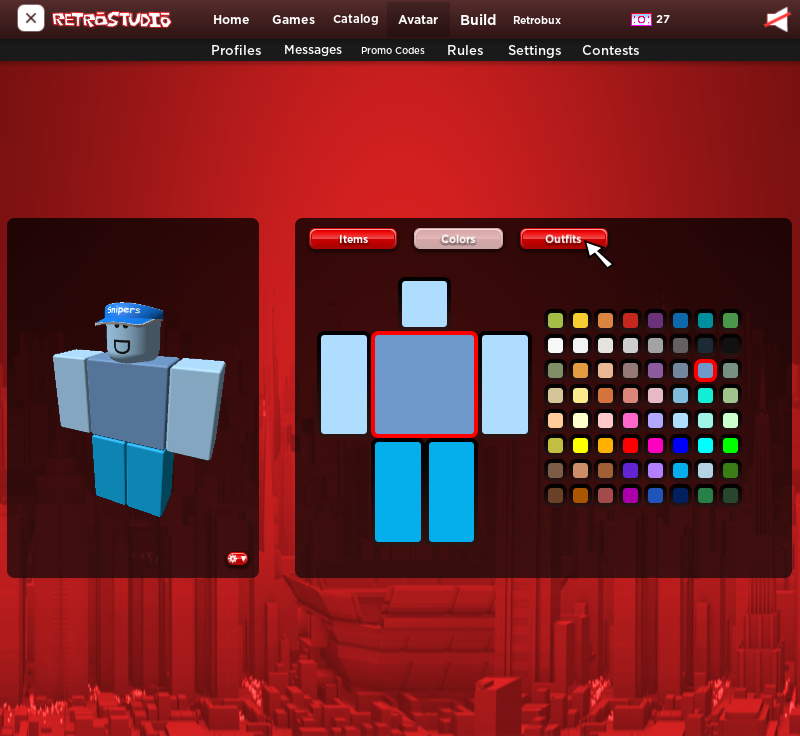 RETROSTUDIO Home Games Catalog Avatar Build Retrobux 27
Profiles Messages Promo Codes Rules Settings Contests
Items Colors Outfits
Snipers